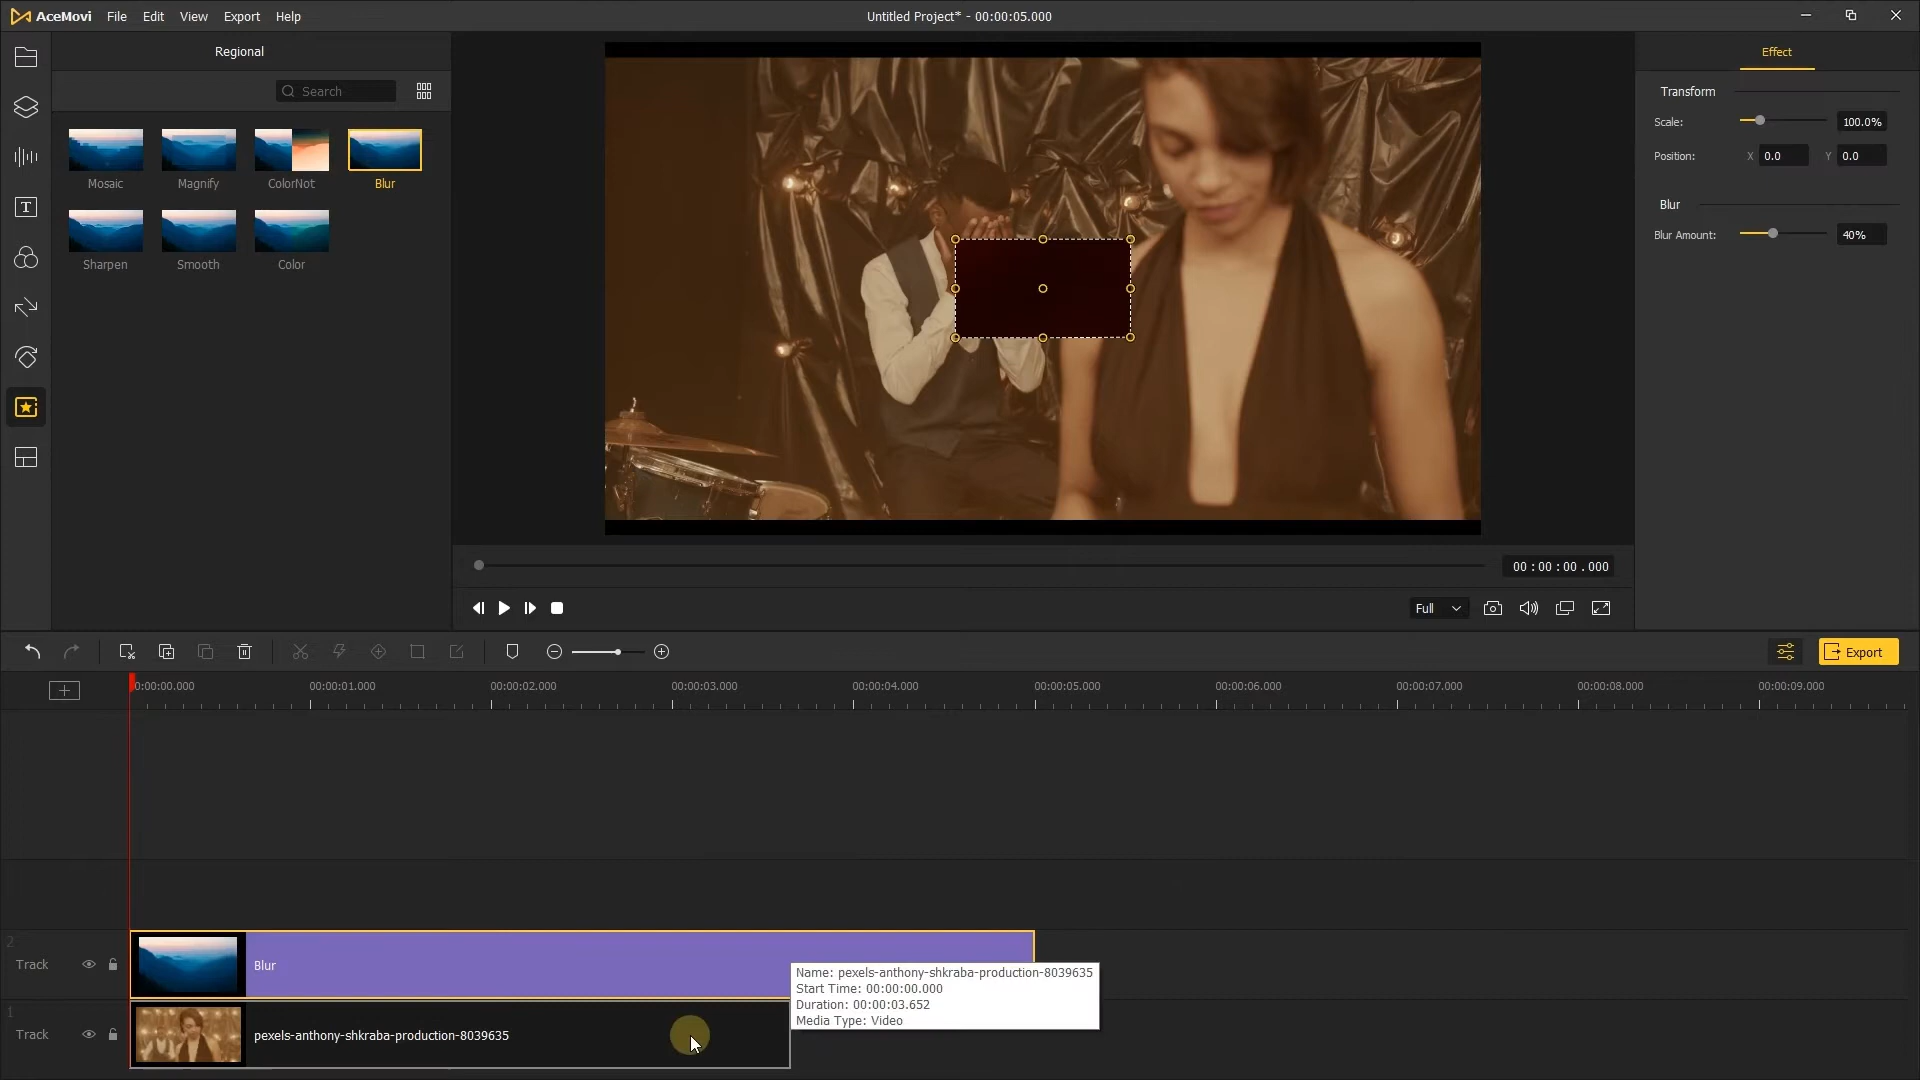 AceMovi File Edit View Export Help
Untitled Project* - 00:00:05.000
Regional
Search
Mosaic Magnify ColorNot Blur
Sharpen Smooth Color
Effect
Transform
Scale: 100.0%
Position: X 0.0 Y 0.0
Blur
Blur Amount: 40%
00 : 00 : 00 . 000
Full
Export
0:00:00.000 00:00:01.000 00:00:02.000 00:00:03.000 00:00:04.000 00:00:05.000 00:00:06.000 00:00:07.000 00:00:08.000 00:00:09.000
2
Track
Blur
Name: pexels-anthony-shkraba-production-8039635
Start Time: 00:00:00.000
Duration: 00:00:03.652
Media Type: Video
1
Track
pexels-anthony-shkraba-production-8039635